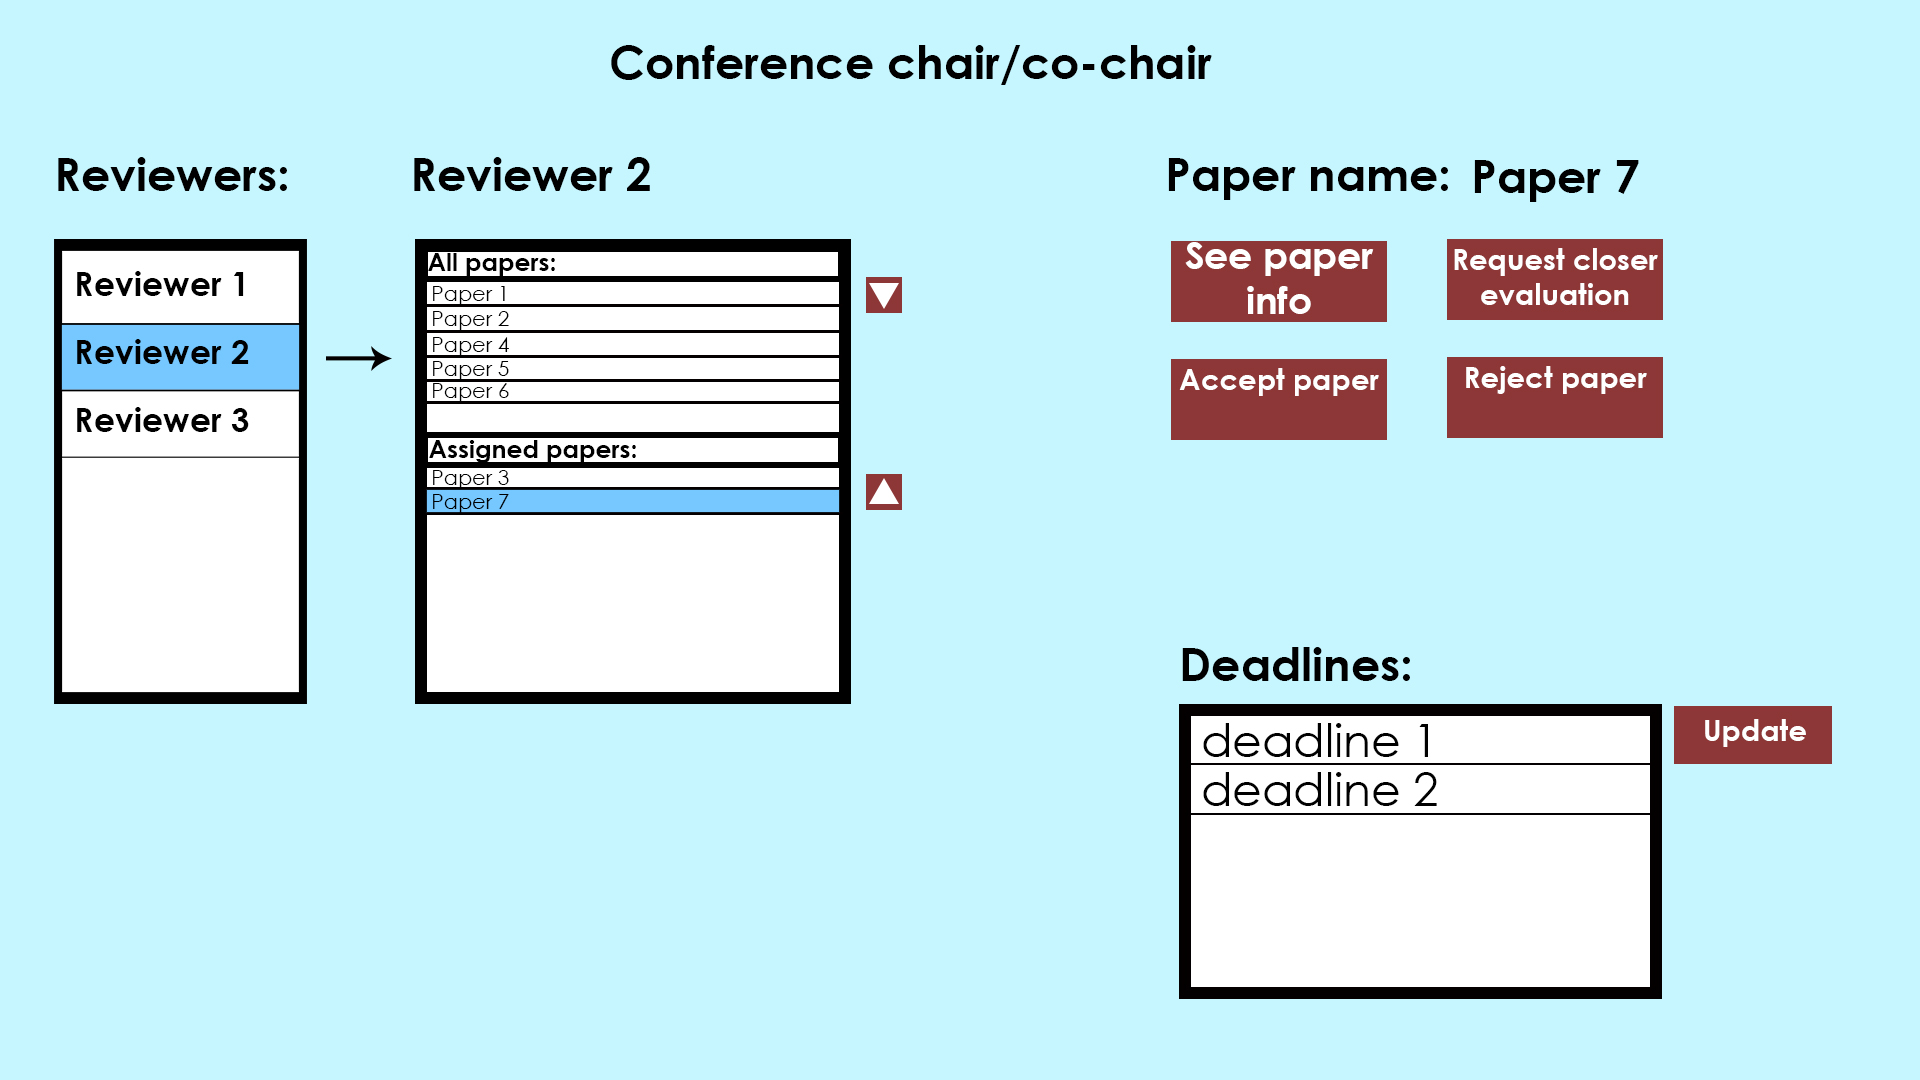 Conference chair/co-chair
Reviewers:
Reviewer 1
Reviewer 2
Reviewer 3
Reviewer 2
All papers:
Paper 1
Paper 2
Paper 4
Paper 5
Paper 6
Assigned papers:
Paper 3
Paper 7
Paper name: Paper 7
See paper
info
Request closer
evaluation
Accept paper
Reject paper
Deadlines:
deadline 1
deadline 2
Update